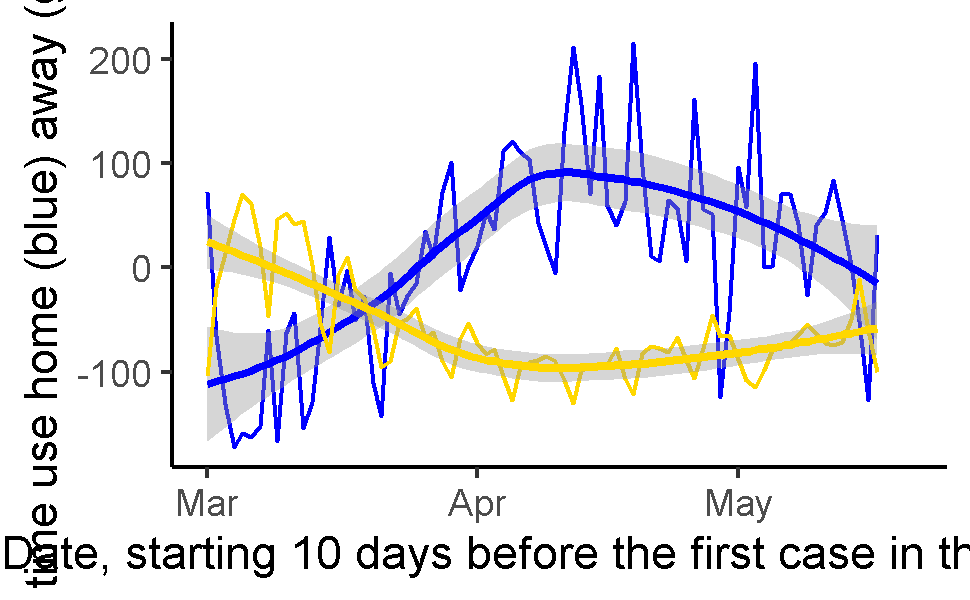 time use home (blue) away (
200
100
0
-100
Mar Apr May
Date, starting 10 days before the first case in th